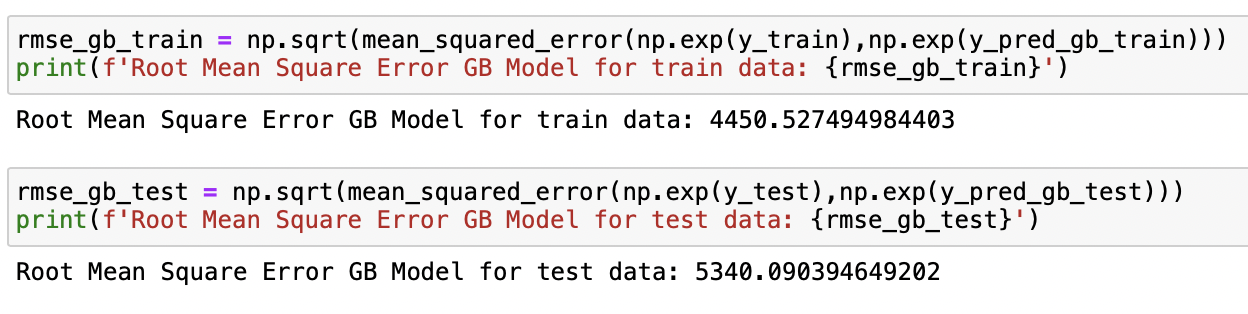 rmse_gb_train = np.sqrt(mean_squared_error(np.exp(y_train),np.exp(y_pred_gb_train)))
print(f'Root Mean Square Error GB Model for train data: {rmse_gb_train}')
Root Mean Square Error GB Model for train data: 4450.527494984403
rmse_gb_test = np.sqrt(mean_squared_error(np.exp(y_test),np.exp(y_pred_gb_test)))
print(f'Root Mean Square Error GB Model for test data: {rmse_gb_test}')
Root Mean Square Error GB Model for test data: 5340.090394649202